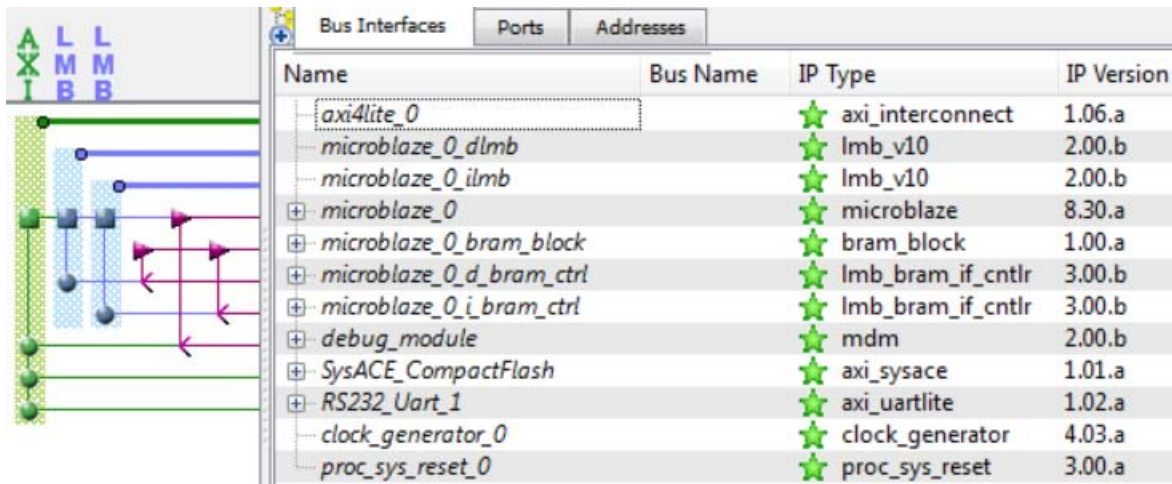 A L L
X M M
I B B
Bus Interfaces Ports Addresses
Name Bus Name IP Type IP Version
axi4lite_0 axi_interconnect 1.06.a
microblaze_0_dlmb lmb_v10 2.00.b
microblaze_0_ilmb lmb_v10 2.00.b
microblaze_0 microblaze 8.30.a
microblaze_0_bram_block bram_block 1.00.a
microblaze_0_d_bram_ctrl lmb_bram_if_cntlr 3.00.b
microblaze_0_i_bram_ctrl lmb_bram_if_cntlr 3.00.b
debug_module mdm 2.00.b
SysACE_CompactFlash axi_sysace 1.01.a
RS232_Uart_1 axi_uartlite 1.02.a
clock_generator_0 clock_generator 4.03.a
proc_sys_reset_0 proc_sys_reset 3.00.a